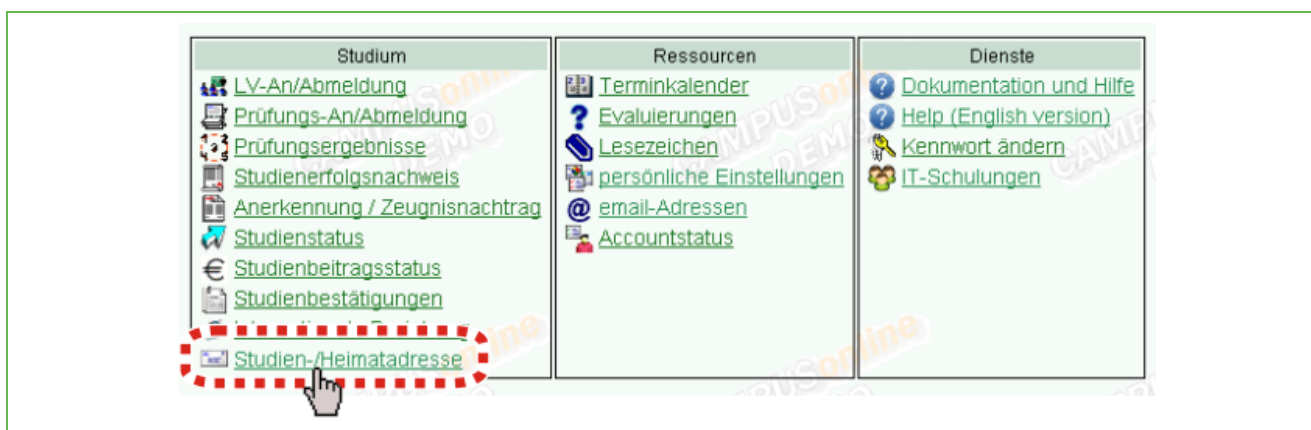 Studium
LV-An/Abmeldung
Prüfungs-An/Abmeldung
Prüfungsergebnisse
Studienerfolgsnachweis
Anerkennung / Zeugnisnachtrag
Studienstatus
Studienbeitragsstatus
Studienbestätigungen
Studien-/Heimatadresse
Ressourcen
Terminkalender
Evaluierungen
Lesezeichen
persönliche Einstellungen
email-Adressen
Accountstatus
Dienste
Dokumentation und Hilfe
Help (English version)
Kennwort ändern
IT-Schulungen